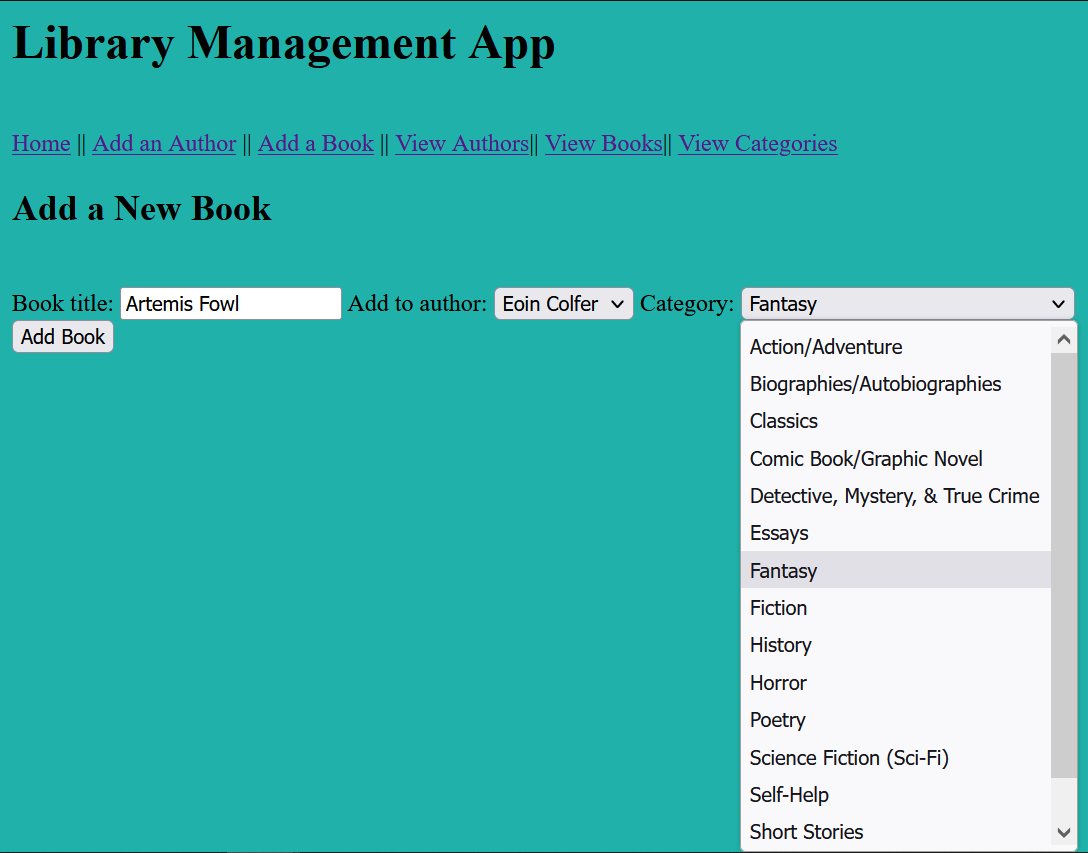 Library Management App
Home || Add an Author || Add a Book || View Authors|| View Books|| View Categories
Add a New Book
Book title: Artemis Fowl Add to author: Eoin Colfer Category: Fantasy
Add Book
Action/Adventure
Biographies/Autobiographies
Classics
Comic Book/Graphic Novel
Detective, Mystery, & True Crime
Essays
Fantasy
Fiction
History
Horror
Poetry
Science Fiction (Sci-Fi)
Self-Help
Short Stories